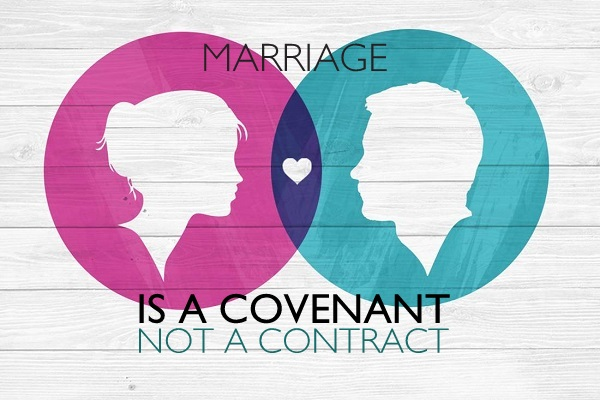 MARRIAGE
IS A COVENANT
NOT A CONTRACT